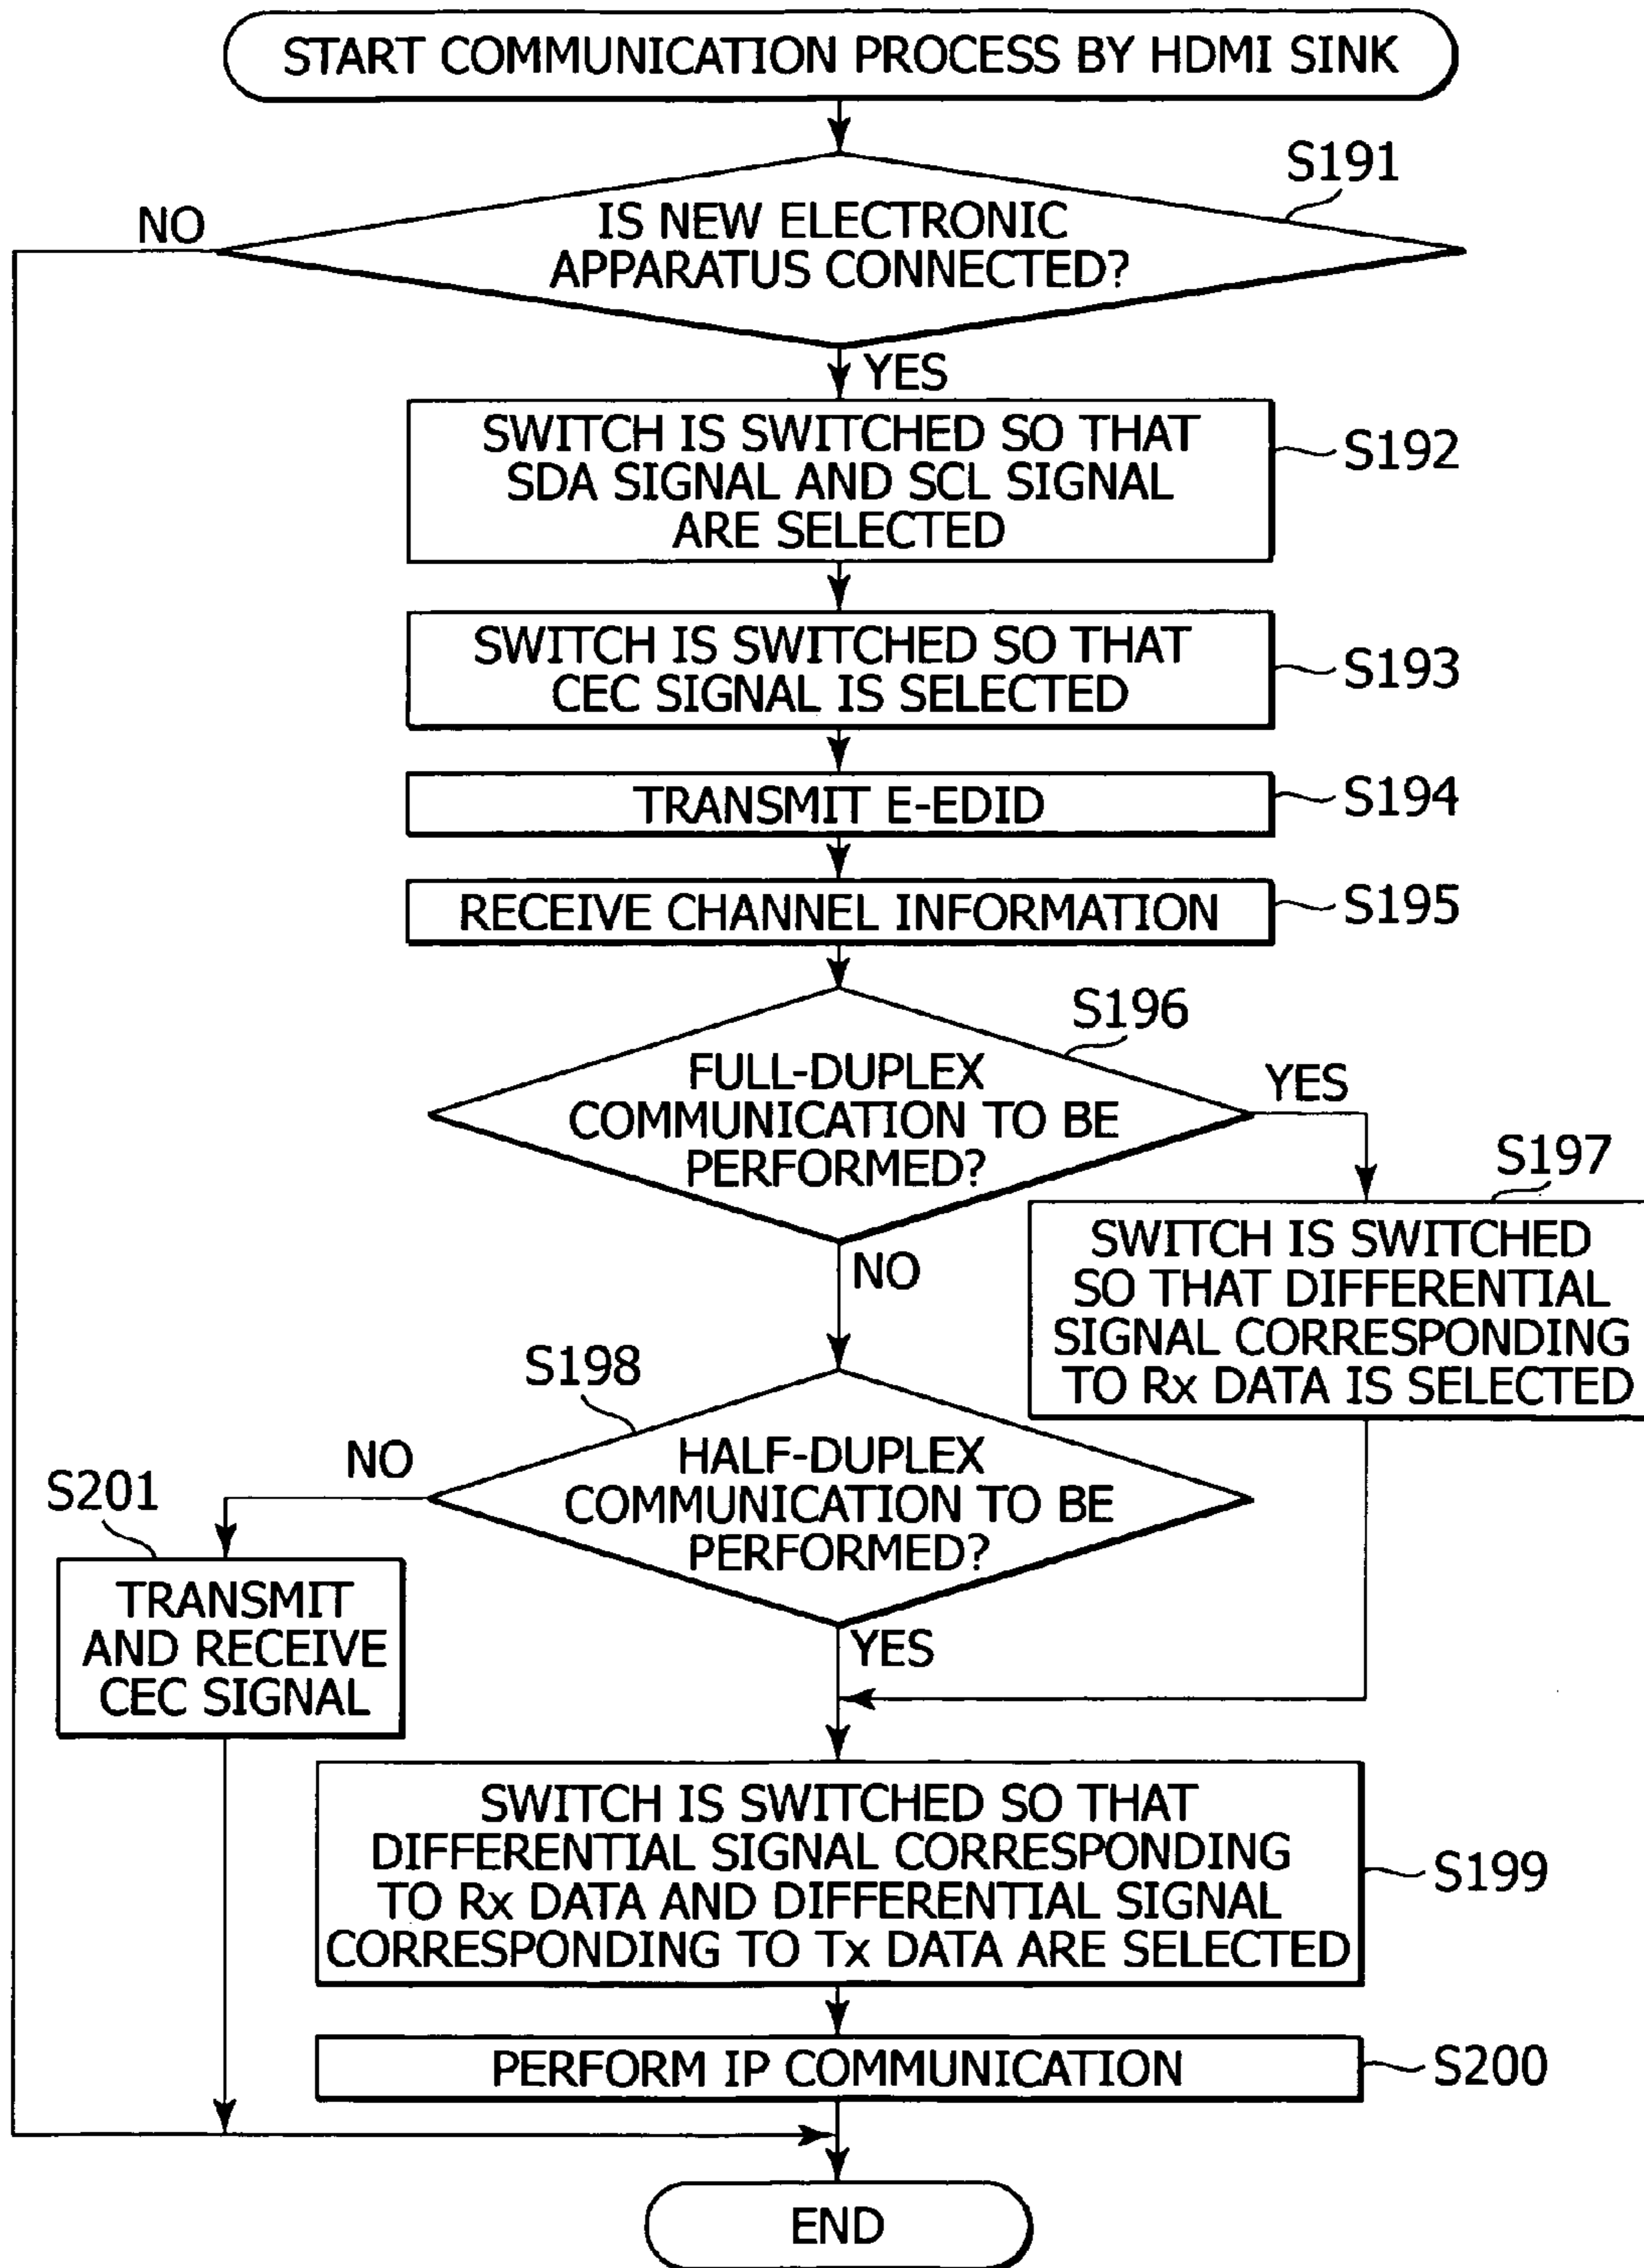 START COMMUNICATION PROCESS BY HDMI SINK
S191
NO
IS NEW ELECTRONIC
APPARATUS CONNECTED?
YES
SWITCH IS SWITCHED SO THAT
SDA SIGNAL AND SCL SIGNAL
ARE SELECTED
S192
SWITCH IS SWITCHED SO THAT
CEC SIGNAL IS SELECTED
S193
TRANSMIT E-EDID
S194
RECEIVE CHANNEL INFORMATION
S195
S196
FULL-DUPLEX
COMMUNICATION TO BE
PERFORMED?
YES
NO
S197
SWITCH IS SWITCHED
SO THAT DIFFERENTIAL
SIGNAL CORRESPONDING
TO Rx DATA IS SELECTED
S198
HALF-DUPLEX
COMMUNICATION TO BE
PERFORMED?
NO
YES
S201
TRANSMIT
AND RECEIVE
CEC SIGNAL
SWITCH IS SWITCHED SO THAT
DIFFERENTIAL SIGNAL CORRESPONDING
TO Rx DATA AND DIFFERENTIAL SIGNAL
CORRESPONDING TO Tx DATA ARE SELECTED
S199
PERFORM IP COMMUNICATION
S200
END